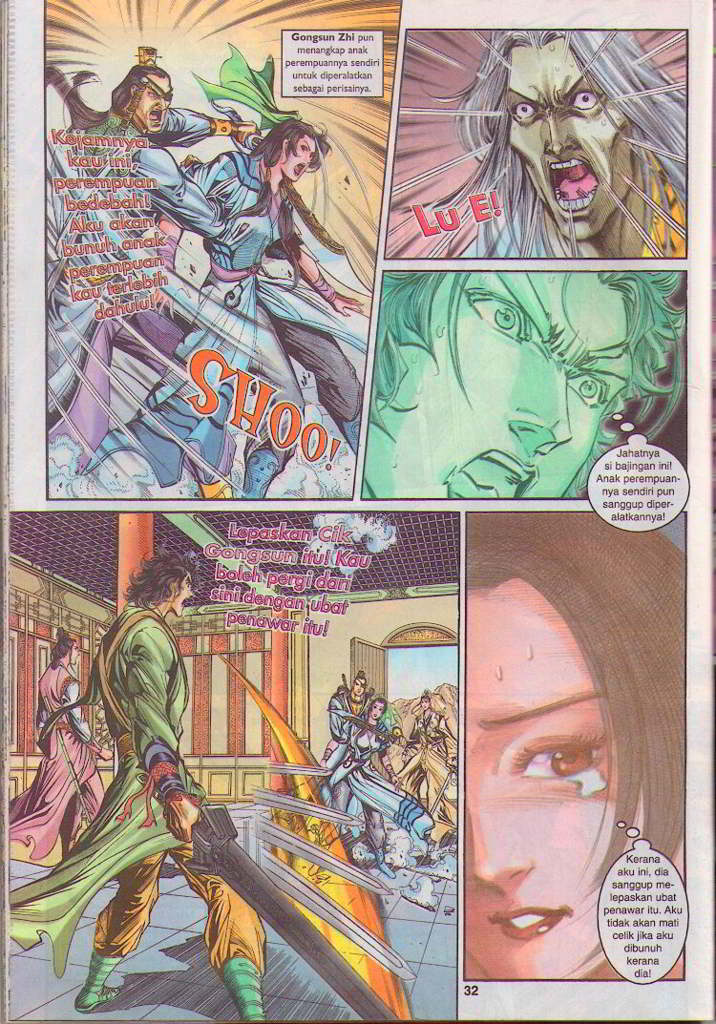 Gongsun Zhi pun
menangkap anak
perempuannya sendiri
untuk diperalatkan
sebagai perisainya.
Kejamnya
kau ini,
perempuan
bedebah!
Aku akan
bunuh anak
perempuan
kau terlebih
dahulu!
SHOO!
LU E!
Jahatnya
si bajingan ini!
Anak perempuan-
nya sendiri pun
sanggup diper-
alatkannya!
Lepaskan Cik
Gongsun itu! Kau
boleh pergi dari
sini dengan ubat
penawar itu!
Kerana
aku ini, dia
sanggup me-
lepaskan ubat
penawar itu. Aku
tidak akan mati
celik jika aku
dibunuh
kerana
dia!
32